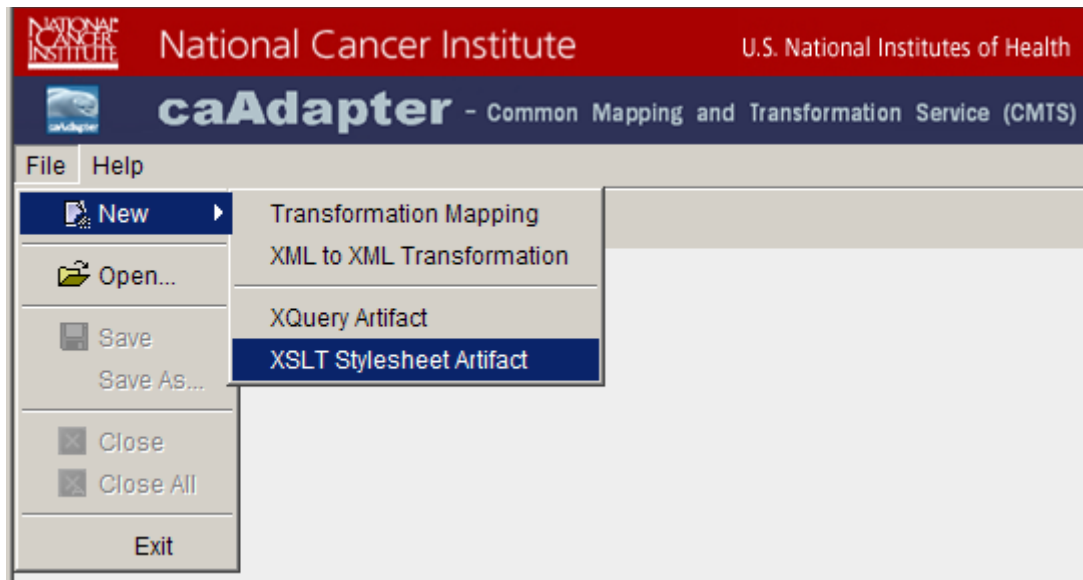 NATIONAL CANCER INSTITUTE
National Cancer Institute
U.S. National Institutes of Health
caAdapter
caAdapter - Common Mapping and Transformation Service (CMTS)
File Help
New
Transformation Mapping
XML to XML Transformation
Open...
XQuery Artifact
Save
XSLT Stylesheet Artifact
Save As...
Close
Close All
Exit